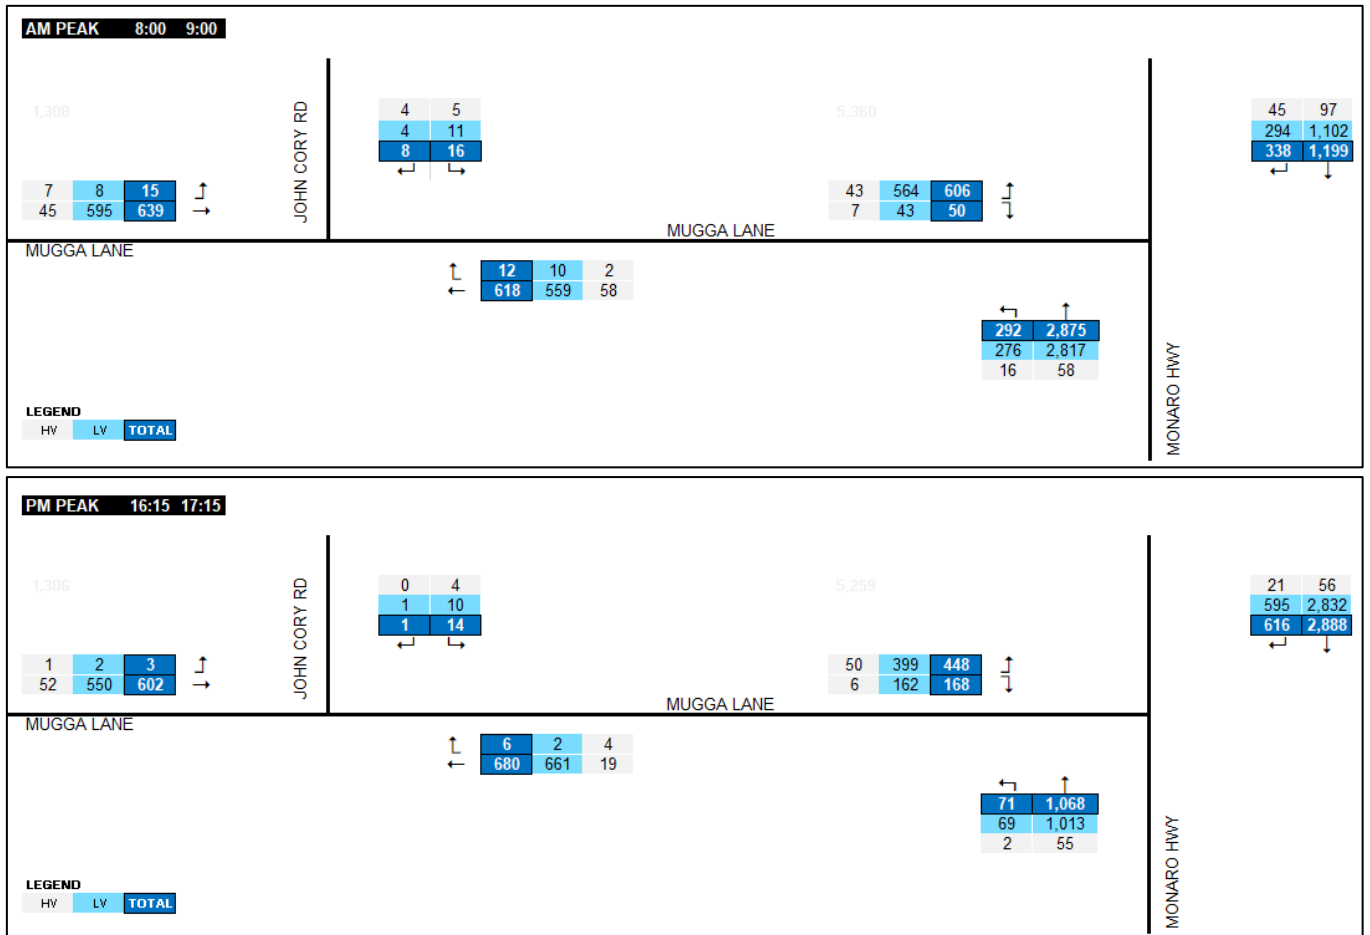 AM PEAK 8:00 9:00
1,308
JOHN CORY RD
4 5
4 11
8 16
5,360
45 97
294 1,102
338 1,199
7 8 15
45 595 639
43 564 606
7 43 50
MUGGA LANE
MUGGA LANE
12 10 2
618 559 58
292 2,875
276 2,817
16 58
MONARO HWY
LEGEND
HV LV TOTAL
PM PEAK 16:15 17:15
1,306
JOHN CORY RD
0 4
1 10
1 14
5,259
21 56
595 2,832
616 2,888
1 2 3
52 550 602
50 399 448
6 162 168
MUGGA LANE
MUGGA LANE
6 2 4
680 661 19
71 1,068
69 1,013
2 55
MONARO HWY
LEGEND
HV LV TOTAL